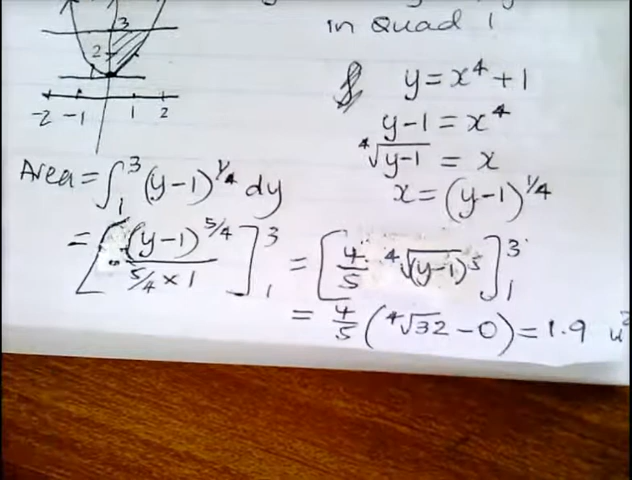 in Quad 1
3
2
-2 -1 1 2
y = x⁴ + 1
y - 1 = x⁴
⁴√(y-1) = x
x = (y-1)^1/4
Area = ∫₁³ (y-1)^1/4 dy
= [(y-1)^5/4 / (5/4 × 1)]₁³ = [4/5 ⁴√(y-1)⁵]₁³
= 4/5 (⁴√32 - 0) = 1.9 u²